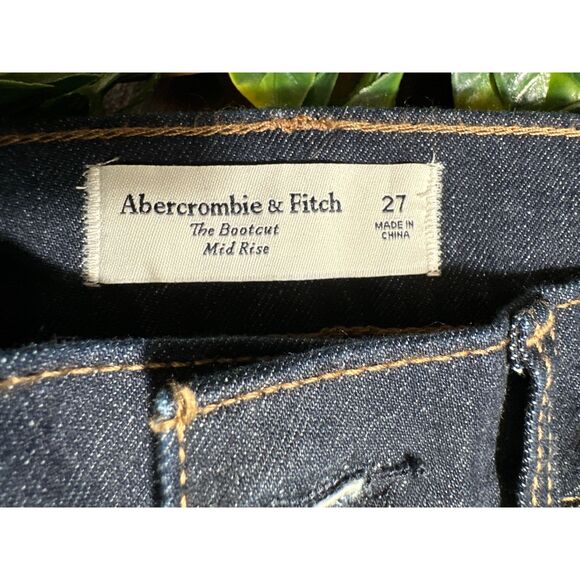 Abercrombie & Fitch
The Bootcut
Mid Rise
27
MADE IN
CHINA